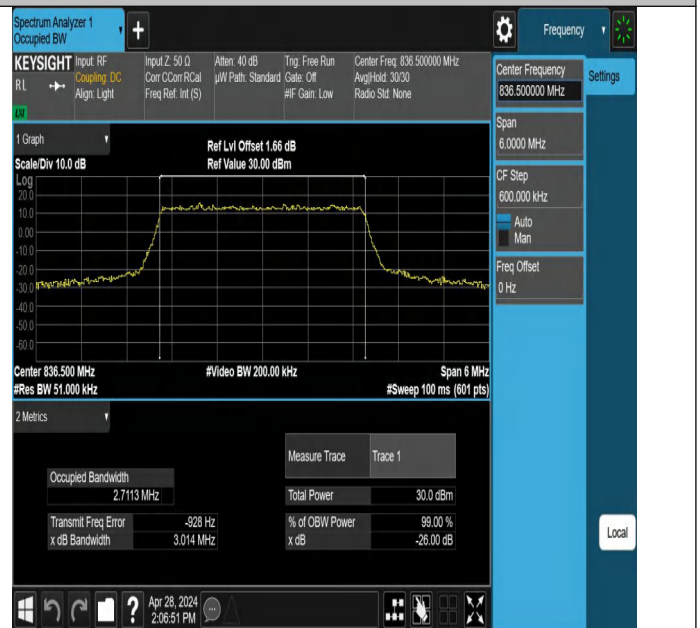 Spectrum Analyzer 1
Occupied BW
+
Frequency
KEYSIGHT
RL
Input: RF
Coupling: DC
Align: Light
Input Z: 50 Ω
Corr CCorr RCal
Freq Ref: Int (S)
Atten: 40 dB
µW Path: Standard
Trig: Free Run
Gate: Off
#IF Gain: Low
Center Freq: 836.500000 MHz
Avg|Hold: 30/30
Radio Std: None
LXI
1 Graph
Scale/Div 10.0 dB
Ref Lvl Offset 1.66 dB
Ref Value 30.00 dBm
Log
20.0
10.0
0.00
-10.0
-20.0
-30.0
-40.0
-50.0
-60.0
Center 836.500 MHz
#Res BW 51.000 kHz
#Video BW 200.00 kHz
Span 6 MHz
#Sweep 100 ms (601 pts)
2 Metrics
Occupied Bandwidth
2.7113 MHz
Transmit Freq Error -928 Hz
x dB Bandwidth 3.014 MHz
Measure Trace Trace 1
Total Power 30.0 dBm
% of OBW Power 99.00 %
x dB -26.00 dB
Center Frequency
836.500000 MHz
Settings
Span
6.0000 MHz
CF Step
600.000 kHz
Auto
Man
Freq Offset
0 Hz
Local
?
Apr 28, 2024
2:06:51 PM